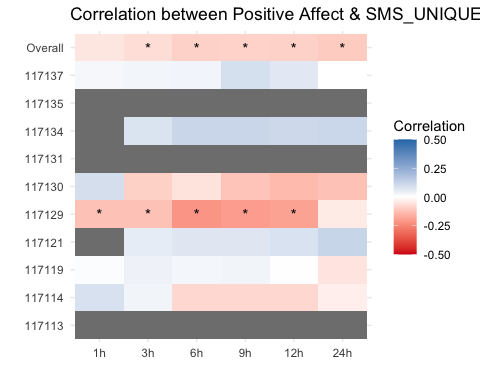 Correlation between Positive Affect & SMS_UNIQUE
Overall * * * * *
117137
117135
117134
117131
117130
117129 * * * * *
117121
117119
117114
117113
1h 3h 6h 9h 12h 24h
Correlation
0.50
0.25
0.00
-0.25
-0.50